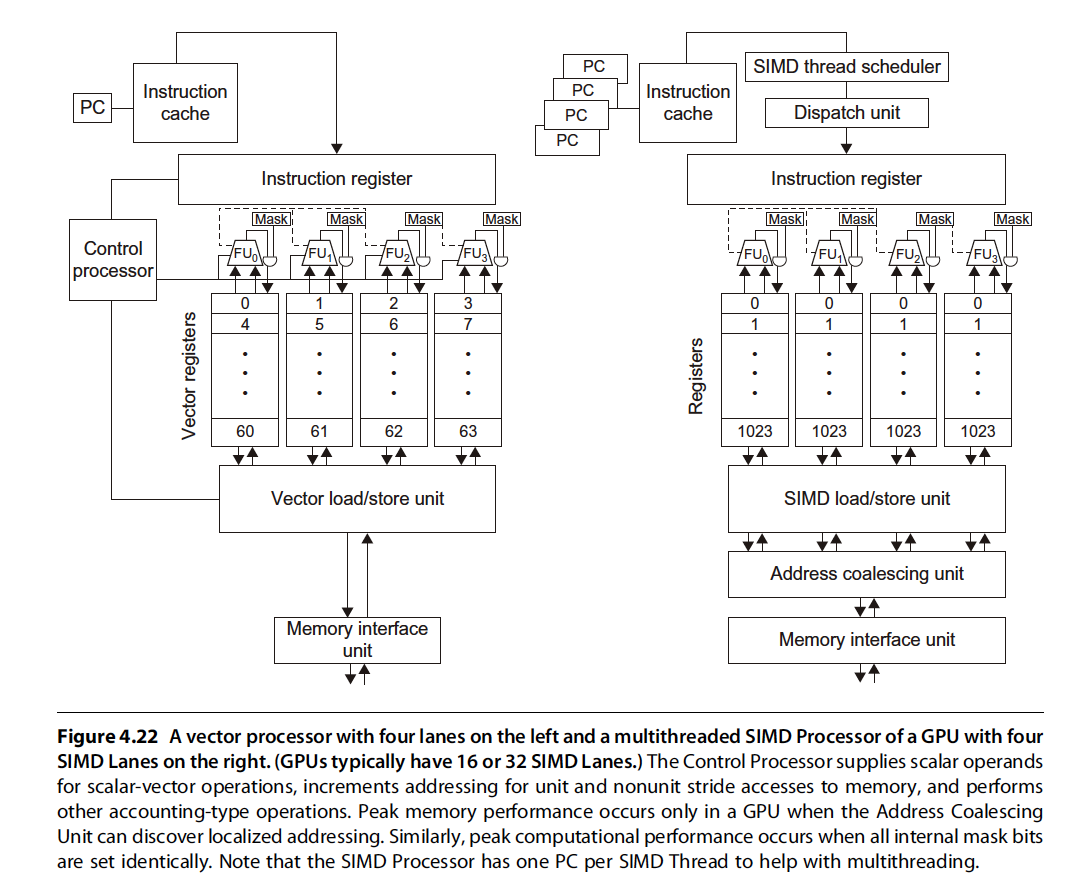 PC
Instruction
cache
Instruction register
Control
processor
Mask
Mask
Mask
Mask
FU0
FU1
FU2
FU3
Vector registers
0
1
2
3
4
5
6
7
60
61
62
63
Vector load/store unit
Memory interface
unit
PC
PC
PC
PC
Instruction
cache
SIMD thread scheduler
Dispatch unit
Instruction register
Mask
Mask
Mask
Mask
FU0
FU1
FU2
FU3
Registers
0
0
0
0
1
1
1
1
1023
1023
1023
1023
SIMD load/store unit
Address coalescing unit
Memory interface unit
Figure 4.22 A vector processor with four lanes on the left and a multithreaded SIMD Processor of a GPU with four
SIMD Lanes on the right. (GPUs typically have 16 or 32 SIMD Lanes.) The Control Processor supplies scalar operands
for scalar-vector operations, increments addressing for unit and nonunit stride accesses to memory, and performs
other accounting-type operations. Peak memory performance occurs only in a GPU when the Address Coalescing
Unit can discover localized addressing. Similarly, peak computational performance occurs when all internal mask bits
are set identically. Note that the SIMD Processor has one PC per SIMD Thread to help with multithreading.